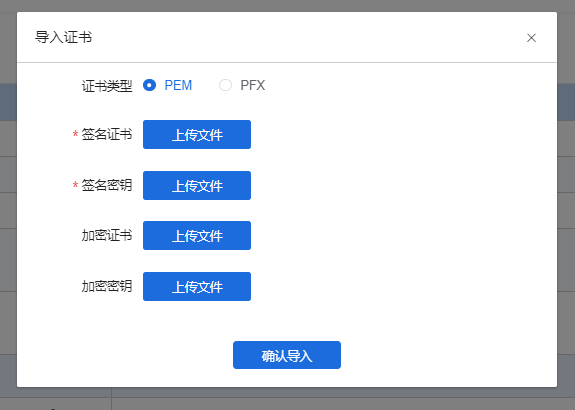 导入证书
证书类型 PEM PFX
* 签名证书 上传文件
* 签名密钥 上传文件
加密证书 上传文件
加密密钥 上传文件
确认导入